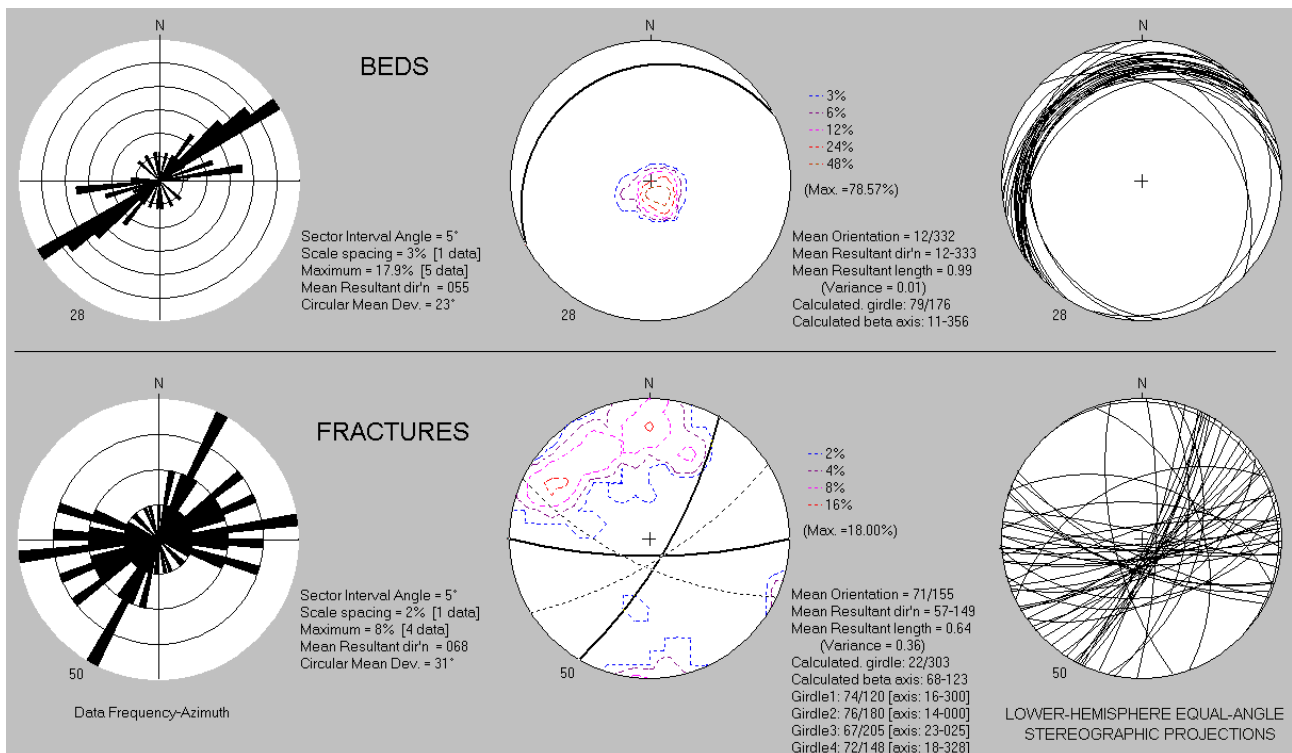 N
BEDS
N
N
3%
6%
12%
24%
48%
(Max. =78.57%)
Sector Interval Angle = 5°
Scale spacing = 3% [1 data]
Maximum = 17.9% [5 data]
Mean Resultant dir'n = 055
Circular Mean Dev. = 23°
28
28
Mean Orientation = 12/332
Mean Resultant dir'n = 12-333
Mean Resultant length = 0.99
(Variance = 0.01)
Calculated. girdle: 79/176
Calculated beta axis: 11-356
28
N
FRACTURES
N
N
2%
4%
8%
16%
(Max. =18.00%)
Sector Interval Angle = 5°
Scale spacing = 2% [1 data]
Maximum = 8% [4 data]
Mean Resultant dir'n = 068
Circular Mean Dev. = 31°
50
50
Mean Orientation = 71/155
Mean Resultant dir'n = 57-149
Mean Resultant length = 0.64
(Variance = 0.36)
Calculated. girdle: 22/303
Calculated beta axis: 68-123
Girdle1: 74/120 [axis: 16-300]
Girdle2: 76/180 [axis: 14-000]
Girdle3: 67/205 [axis: 23-025]
Girdle4: 72/148 [axis: 18-328]
50
Data Frequency-Azimuth
LOWER-HEMISPHERE EQUAL-ANGLE
STEREOGRAPHIC PROJECTIONS